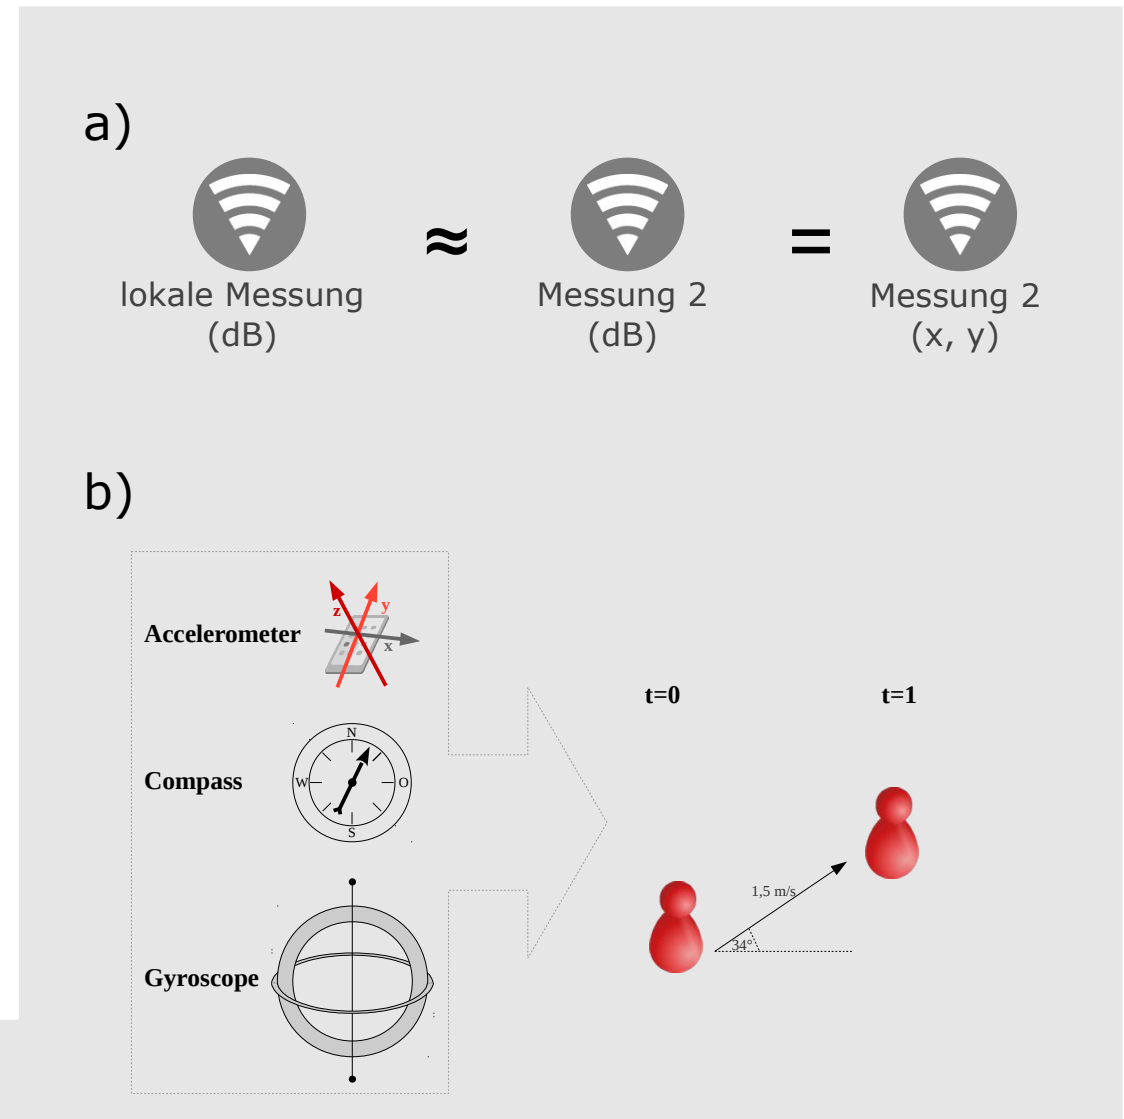 a)
≈
=
lokale Messung
(dB)
Messung 2
(dB)
Messung 2
(x, y)
b)
Accelerometer
z
y
x
Compass
N
W
O
S
Gyroscope
t=0
t=1
1,5 m/s
34°